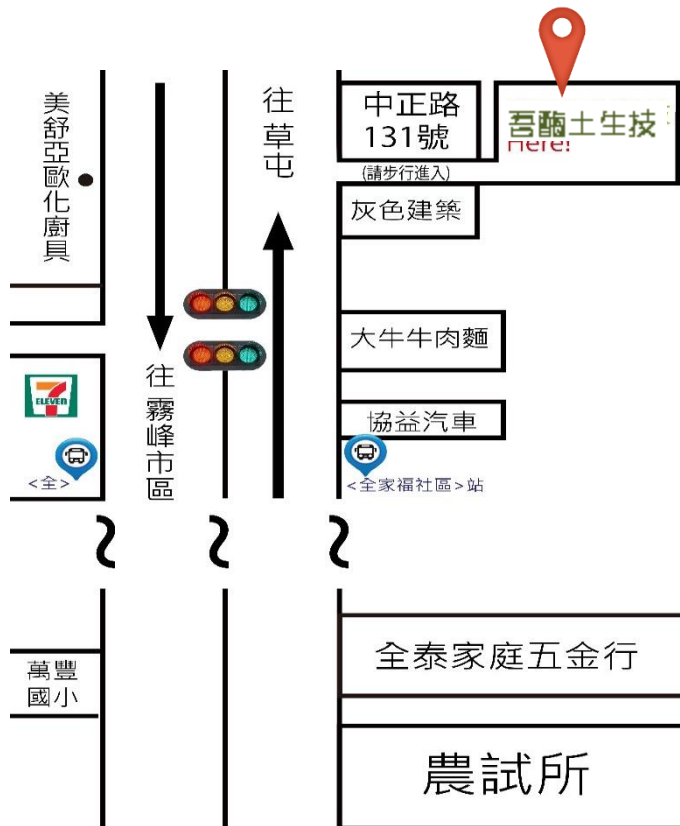 美舒亞歐化廚具
往草屯
中正路
131號
吾酶土生技
Here!
(請步行進入)
灰色建築
大牛牛肉麵
往霧峰市區
7
ELEVEN
協益汽車
<全>
<全家福社區>站
全泰家庭五金行
萬豐
國小
農試所